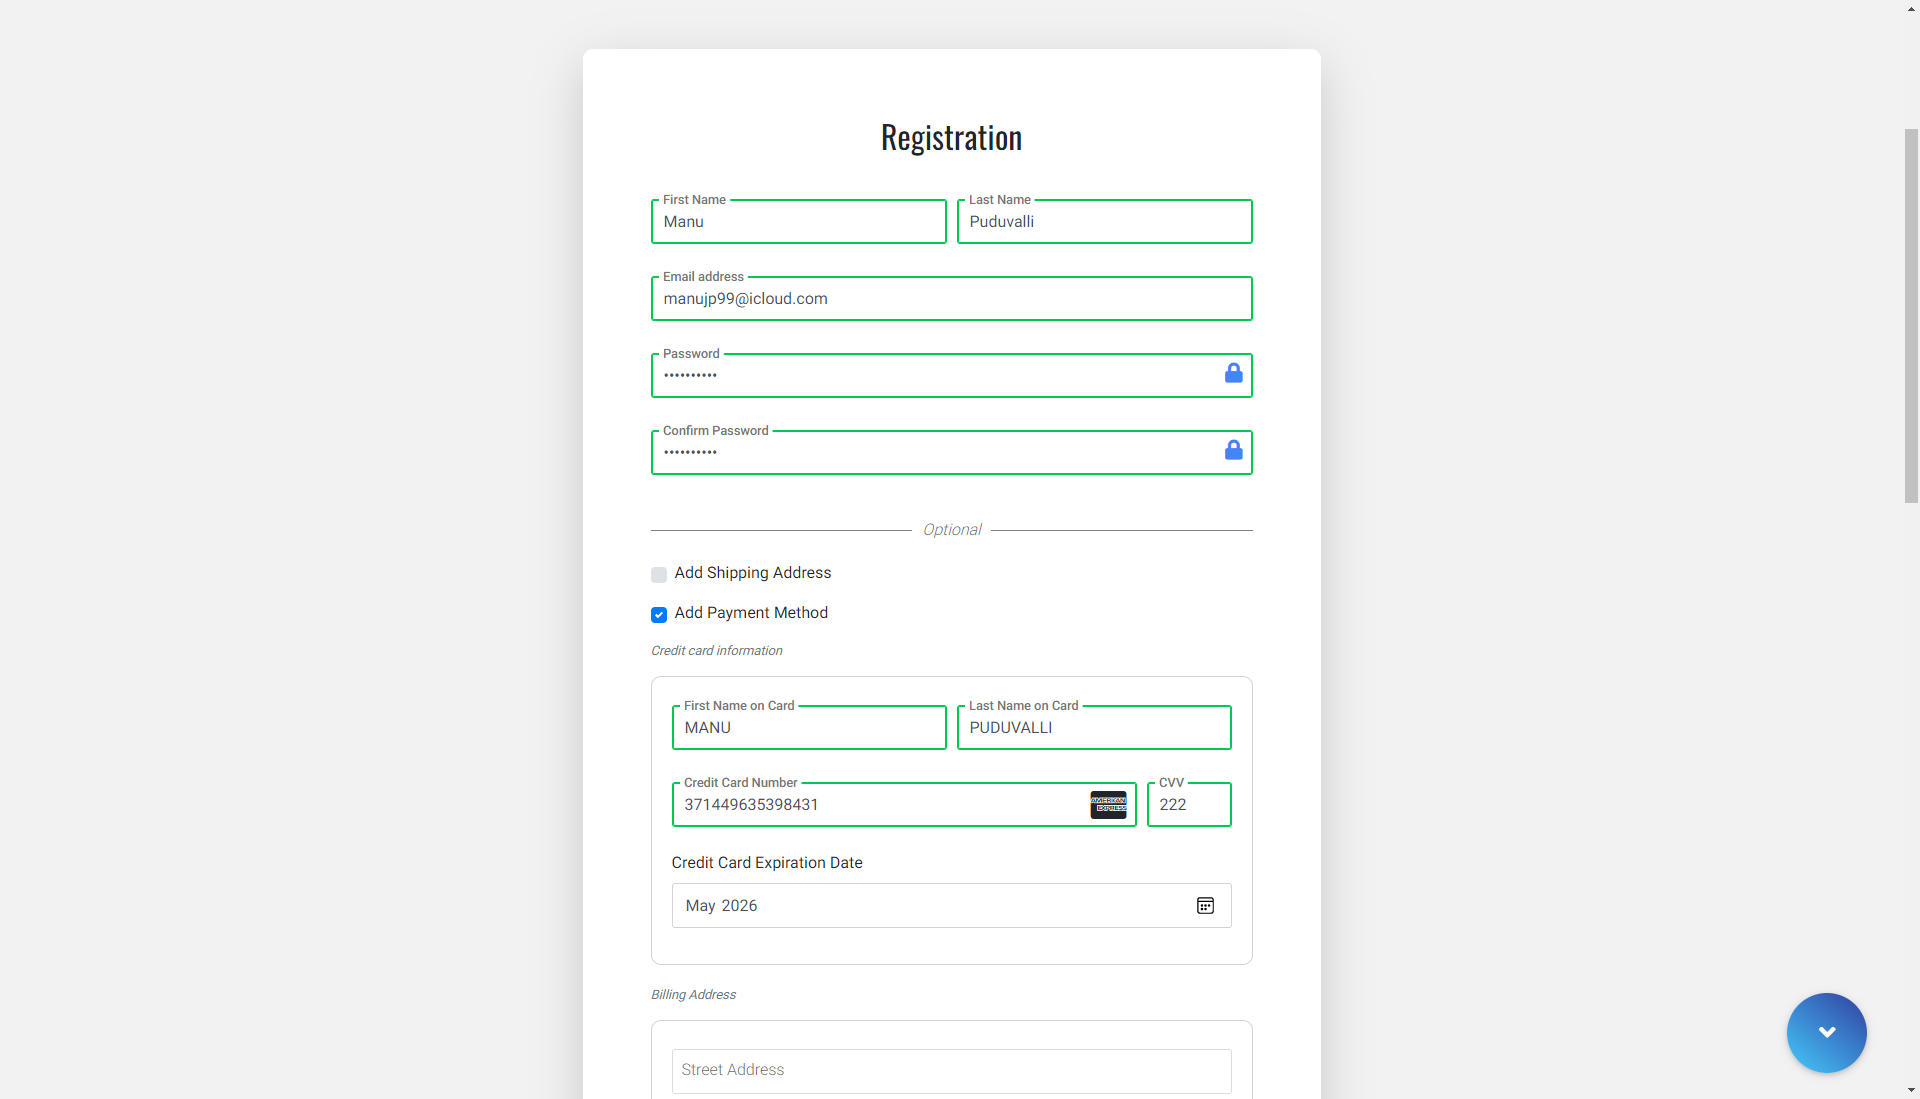 Registration
First Name
Manu
Last Name
Puduvalli
Email address
manujp99@icloud.com
Password
••••••••••
Confirm Password
••••••••••
Optional
Add Shipping Address
Add Payment Method
Credit card information
First Name on Card
MANU
Last Name on Card
PUDUVALLI
Credit Card Number
371449635398431
AMERICAN
EXPRESS
CVV
222
Credit Card Expiration Date
May 2026
Billing Address
Street Address